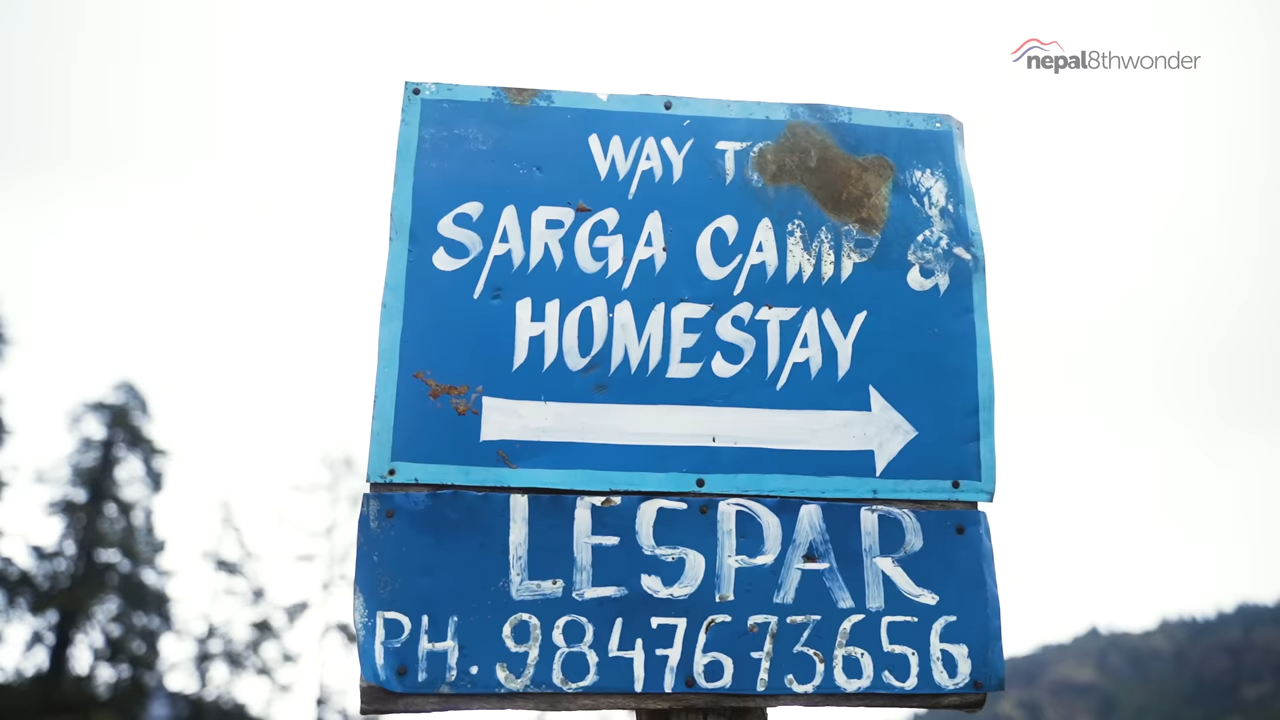 nepal8thwonder
WAY TO
SARGA CAMP &
HOMESTAY
LESPAR
PH. 9847673656